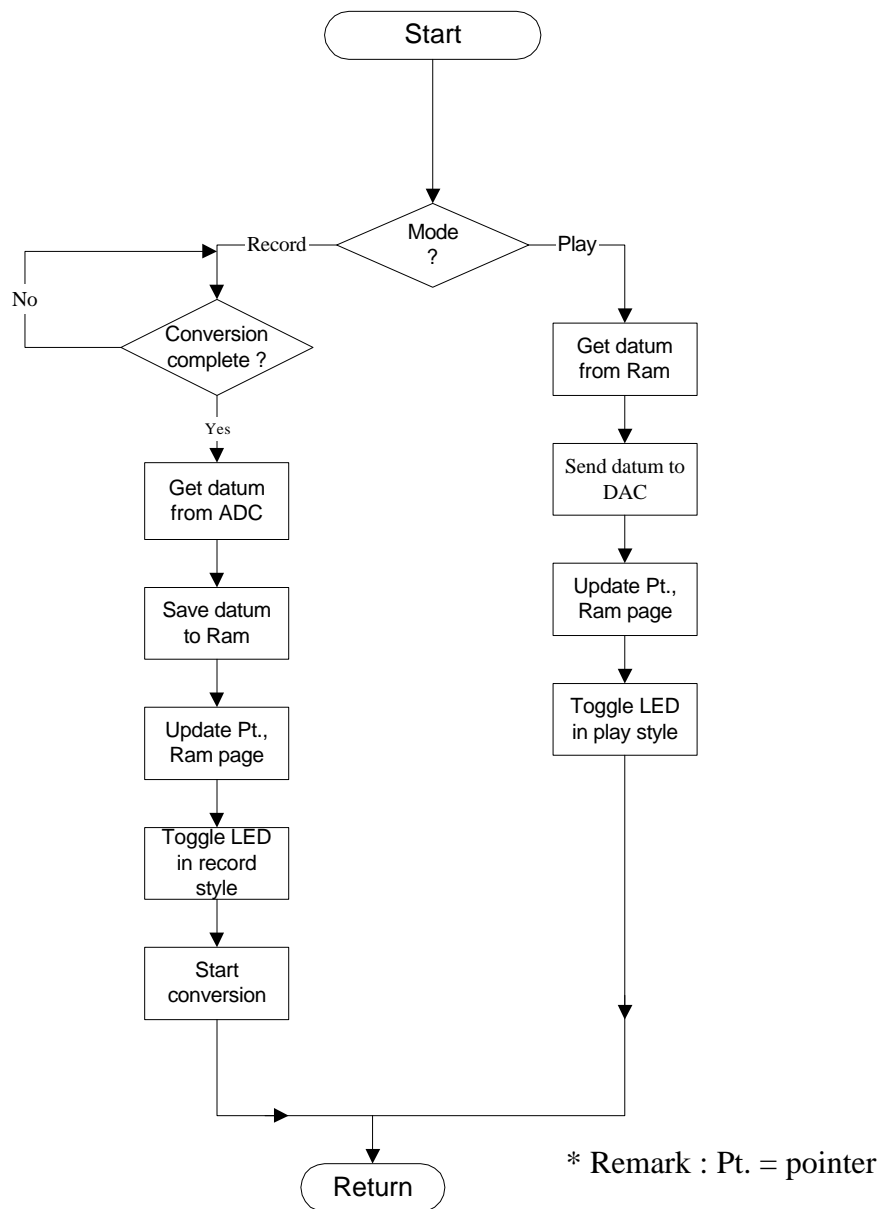 Start
Mode
?
Record
Play
No
Conversion
complete ?
Yes
Get datum
from ADC
Save datum
to Ram
Update Pt.,
Ram page
Toggle LED
in record
style
Start
conversion
Get datum
from Ram
Send datum to
DAC
Update Pt.,
Ram page
Toggle LED
in play style
Return
* Remark : Pt. = pointer